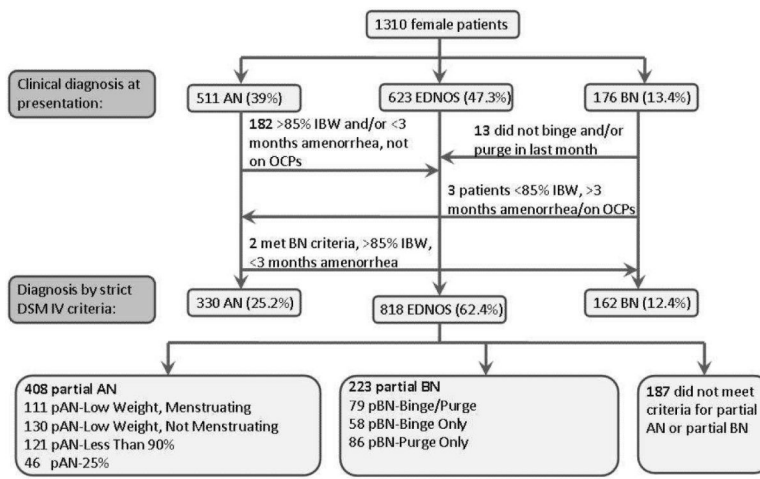 1310 female patients
Clinical diagnosis at
presentation:
511 AN (39%)
623 EDNOS (47.3%)
176 BN (13.4%)
182 >85% IBW and/or <3
months amenorrhea, not
on OCPs
13 did not binge and/or
purge in last month
3 patients <85% IBW, >3
months amenorrhea/on OCPs
2 met BN criteria, >85% IBW,
<3 months amenorrhea
Diagnosis by strict
DSM IV criteria:
330 AN (25.2%)
818 EDNOS (62.4%)
162 BN (12.4%)
408 partial AN
111 pAN-Low Weight, Menstruating
130 pAN-Low Weight, Not Menstruating
121 pAN-Less Than 90%
46 pAN-25%
223 partial BN
79 pBN-Binge/Purge
58 pBN-Binge Only
86 pBN-Purge Only
187 did not meet
criteria for partial
AN or partial BN